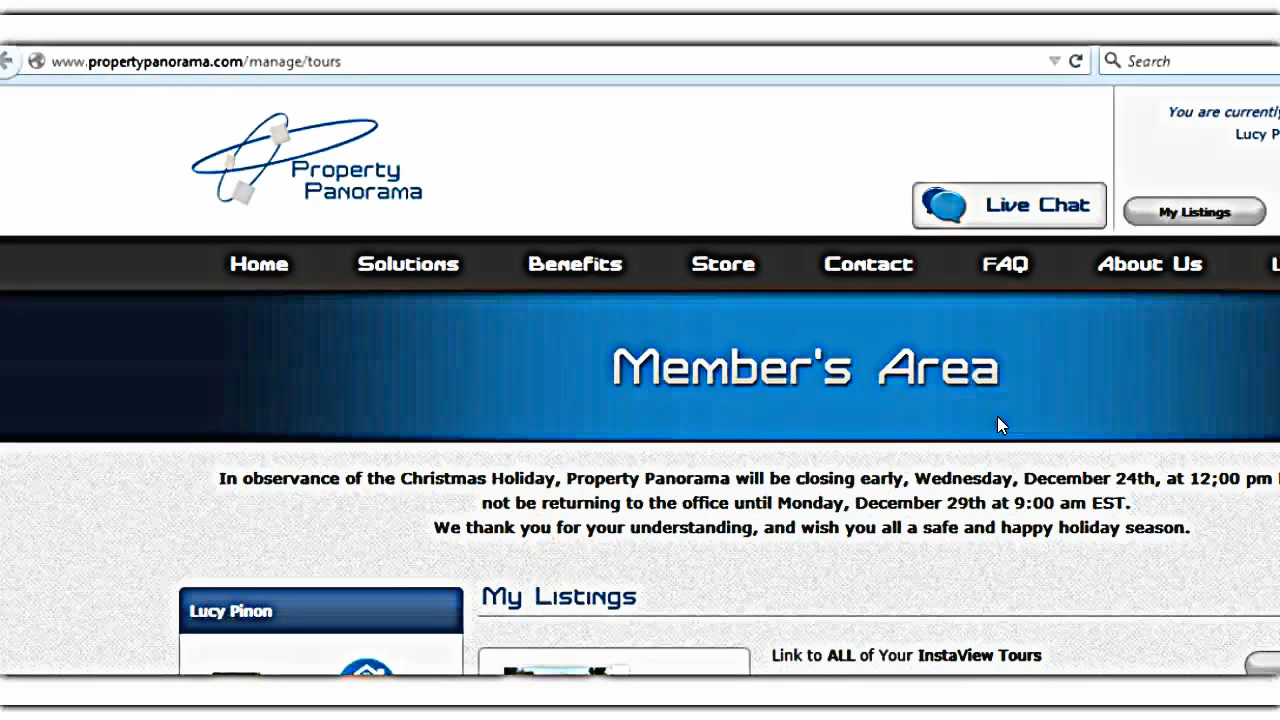 www.propertypanorama.com/manage/tours
Search
You are currently
Lucy P
Property
Panorama
Live Chat
My Listings
Home
Solutions
Benefits
Store
Contact
FAQ
About Us
L
Member's Area
In observance of the Christmas Holiday, Property Panorama will be closing early, Wednesday, December 24th, at 12;00 pm
not be returning to the office until Monday, December 29th at 9:00 am EST.
We thank you for your understanding, and wish you all a safe and happy holiday season.
Lucy Pinon
My Listings
Link to ALL of Your InstaView Tours